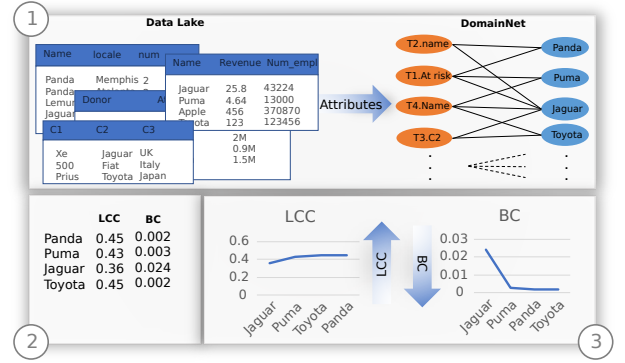 1
Data Lake
DomainNet
Name locale num
Panda Memphis 2
Panda
Lemur
Jaguar
Donor
Name Revenue Num_empl
Jaguar 25.8 43224
Puma 4.64 13000
Apple 456 370870
Toyota 123 123456
2M
0.9M
1.5M
C1 C2 C3
Xe Jaguar UK
500 Fiat Italy
Prius Toyota Japan
Attributes
T2.name
T1.At risk
T4.Name
T3.C2
Panda
Puma
Jaguar
Toyota
LCC BC
Panda 0.45 0.002
Puma 0.43 0.003
Jaguar 0.36 0.024
Toyota 0.45 0.002
2
LCC
0.6
0.4
0.2
0
Jaguar Puma Toyota Panda
LCC
BC
BC
0.03
0.02
0.01
0
Jaguar Puma Panda Toyota
3